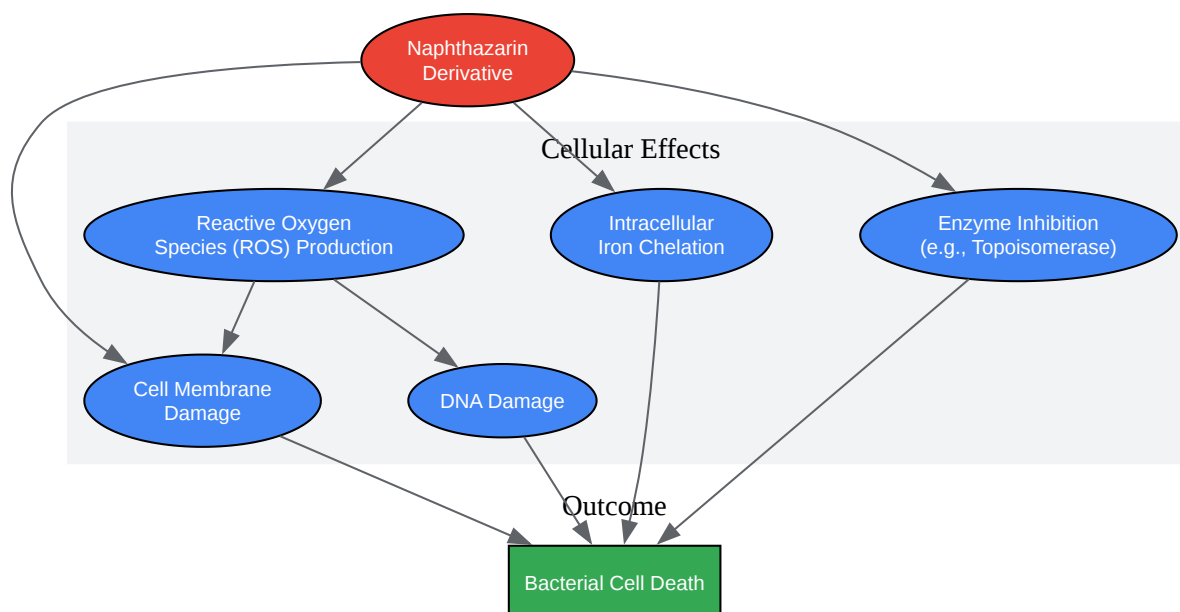 Naphthazarin
Derivative
Cellular Effects
Reactive Oxygen
Species (ROS) Production
Intracellular
Iron Chelation
Enzyme Inhibition
(e.g., Topoisomerase)
Cell Membrane
Damage
DNA Damage
Outcome
Bacterial Cell Death